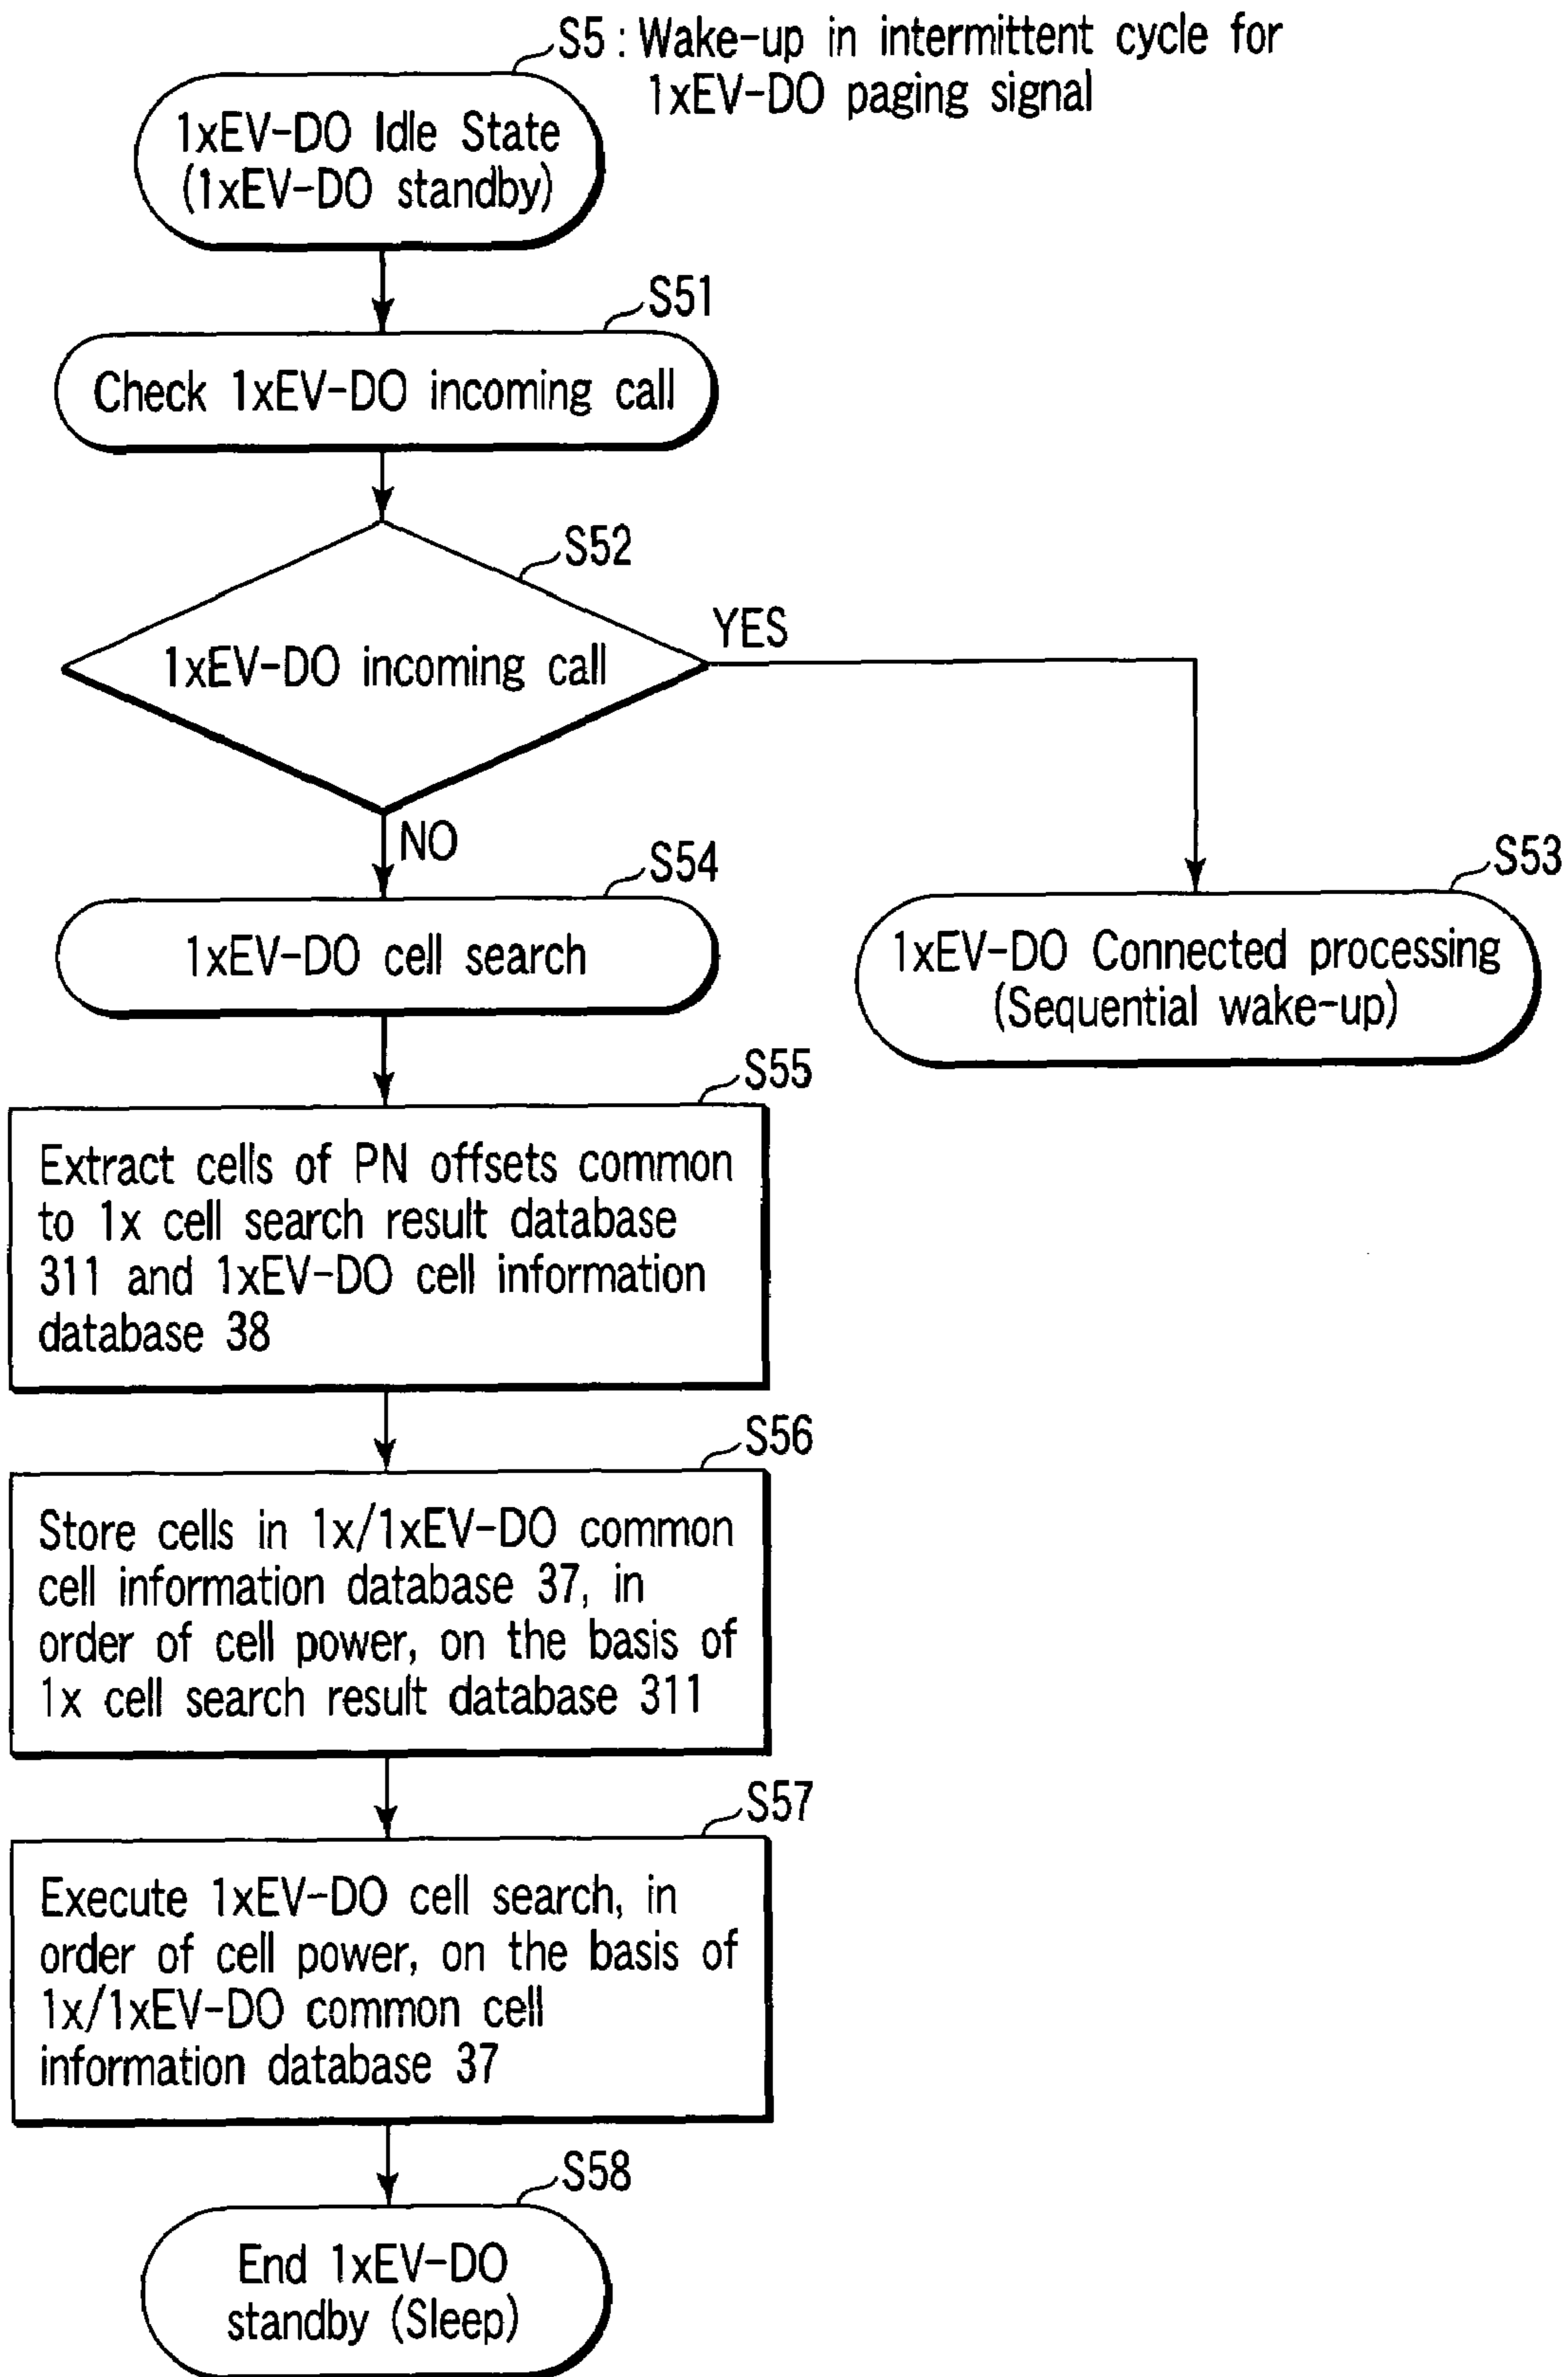 S5 : Wake-up in intermittent cycle for
1xEV-DO paging signal
1xEV-DO Idle State
(1xEV-DO standby)
S51
Check 1xEV-DO incoming call
S52
1xEV-DO incoming call
YES
NO
S54
1xEV-DO cell search
S53
1xEV-DO Connected processing
(Sequential wake-up)
S55
Extract cells of PN offsets common
to 1x cell search result database
311 and 1xEV-DO cell information
database 38
S56
Store cells in 1x/1xEV-DO common
cell information database 37, in
order of cell power, on the basis of
1x cell search result database 311
S57
Execute 1xEV-DO cell search, in
order of cell power, on the basis of
1x/1xEV-DO common cell
information database 37
S58
End 1xEV-DO
standby (Sleep)